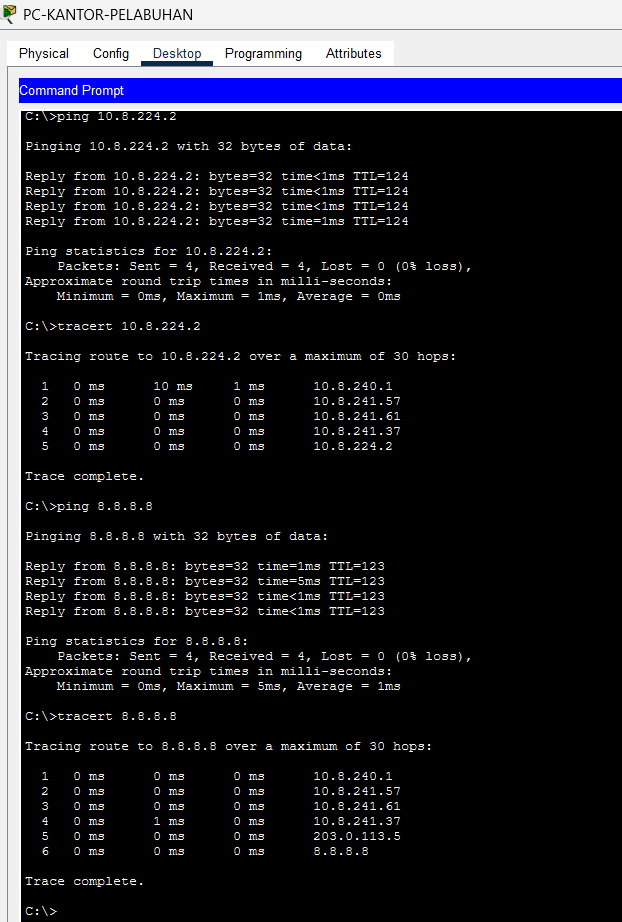 PC-KANTOR-PELABUHAN
Physical Config Desktop Programming Attributes
Command Prompt
C:\>ping 10.8.224.2
Pinging 10.8.224.2 with 32 bytes of data:
Reply from 10.8.224.2: bytes=32 time<1ms TTL=124
Reply from 10.8.224.2: bytes=32 time<1ms TTL=124
Reply from 10.8.224.2: bytes=32 time<1ms TTL=124
Reply from 10.8.224.2: bytes=32 time=1ms TTL=124
Ping statistics for 10.8.224.2:
Packets: Sent = 4, Received = 4, Lost = 0 (0% loss),
Approximate round trip times in milli-seconds:
Minimum = 0ms, Maximum = 1ms, Average = 0ms
C:\>tracert 10.8.224.2
Tracing route to 10.8.224.2 over a maximum of 30 hops:
1 0 ms 10 ms 1 ms 10.8.240.1
2 0 ms 0 ms 0 ms 10.8.241.57
3 0 ms 0 ms 0 ms 10.8.241.61
4 0 ms 0 ms 0 ms 10.8.241.37
5 0 ms 0 ms 0 ms 10.8.224.2
Trace complete.
C:\>ping 8.8.8.8
Pinging 8.8.8.8 with 32 bytes of data:
Reply from 8.8.8.8: bytes=32 time=1ms TTL=123
Reply from 8.8.8.8: bytes=32 time=5ms TTL=123
Reply from 8.8.8.8: bytes=32 time<1ms TTL=123
Reply from 8.8.8.8: bytes=32 time<1ms TTL=123
Ping statistics for 8.8.8.8:
Packets: Sent = 4, Received = 4, Lost = 0 (0% loss),
Approximate round trip times in milli-seconds:
Minimum = 0ms, Maximum = 5ms, Average = 1ms
C:\>tracert 8.8.8.8
Tracing route to 8.8.8.8 over a maximum of 30 hops:
1 0 ms 0 ms 0 ms 10.8.240.1
2 0 ms 0 ms 0 ms 10.8.241.57
3 0 ms 0 ms 0 ms 10.8.241.61
4 0 ms 1 ms 0 ms 10.8.241.37
5 0 ms 0 ms 0 ms 203.0.113.5
6 0 ms 0 ms 0 ms 8.8.8.8
Trace complete.
C:\>